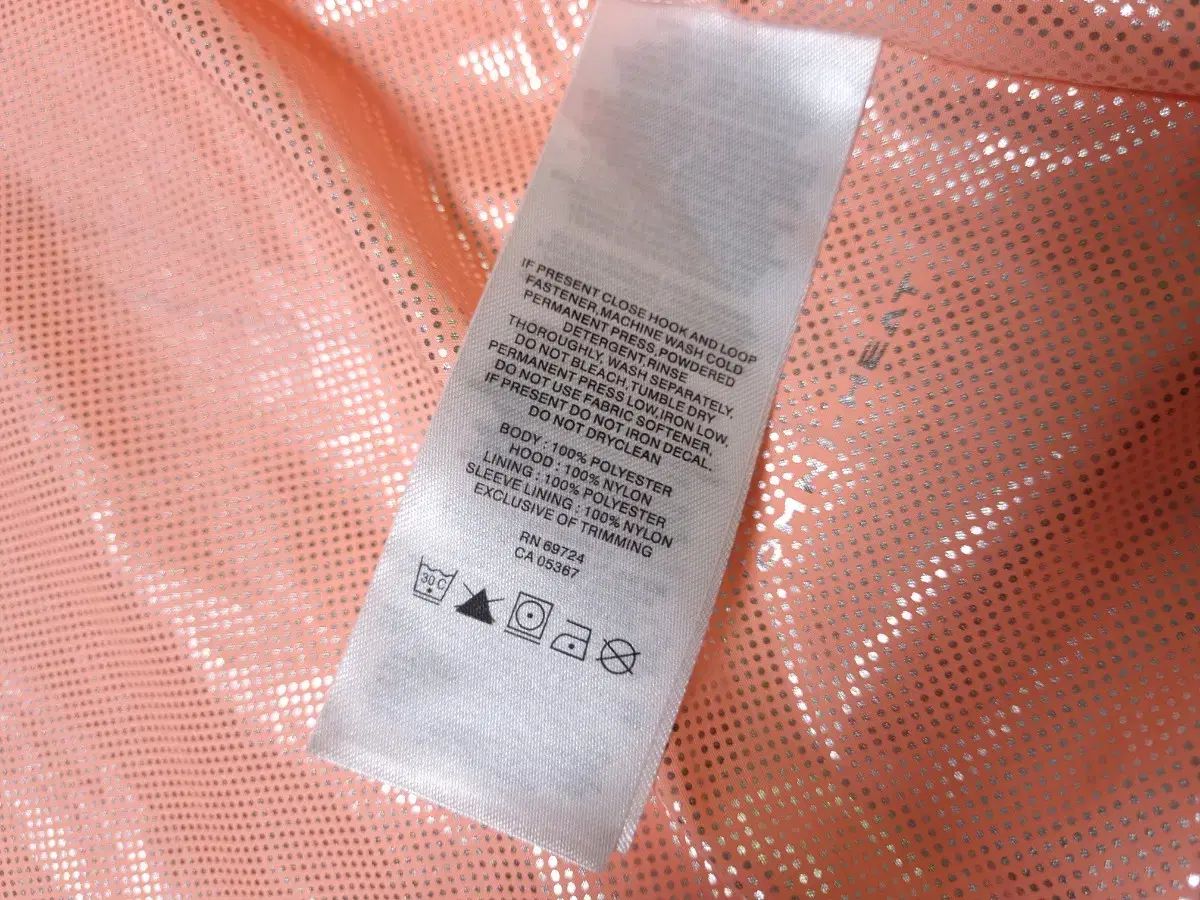 IF PRESENT CLOSE HOOK AND LOOP
FASTENER,MACHINE WASH COLD
PERMANENT PRESS,POWDERED
DETERGENT,RINSE
THOROUGHLY, WASH SEPARATELY,
DO NOT BLEACH,TUMBLE DRY
PERMANENT PRESS LOW,IRON LOW,
DO NOT USE FABRIC SOFTENER,
IF PRESENT DO NOT IRON DECAL.
DO NOT DRYCLEAN
BODY : 100% POLYESTER
HOOD : 100% NYLON
LINING : 100% POLYESTER
SLEEVE LINING : 100% NYLON
EXCLUSIVE OF TRIMMING
RN 69724
CA 05367
30 C
OMNI HEAT